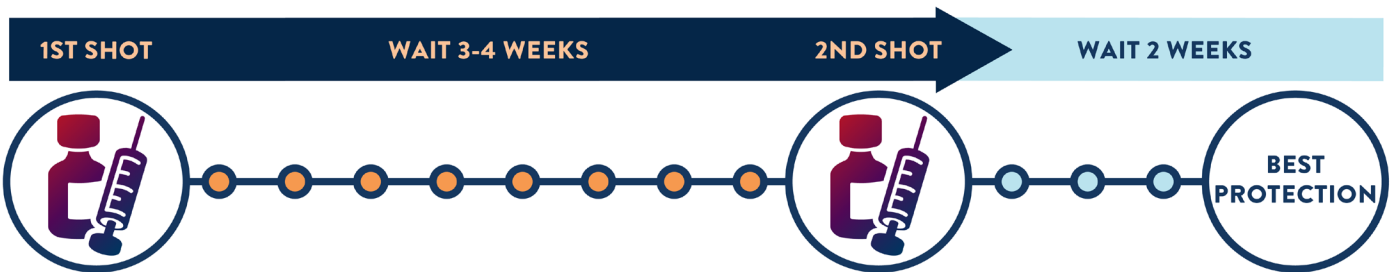 1ST SHOT
WAIT 3-4 WEEKS
2ND SHOT
WAIT 2 WEEKS
BEST
PROTECTION